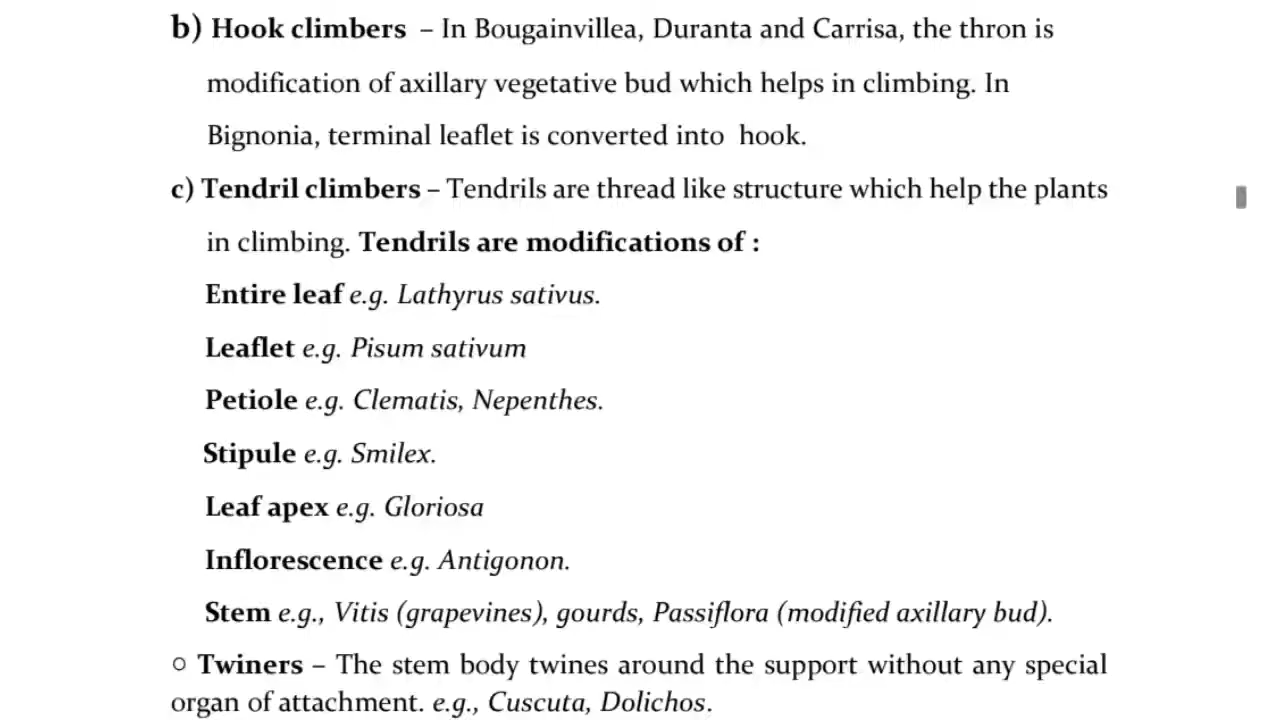 b) Hook climbers – In Bougainvillea, Duranta and Carrisa, the thron is
modification of axillary vegetative bud which helps in climbing. In
Bignonia, terminal leaflet is converted into hook.
c) Tendril climbers – Tendrils are thread like structure which help the plants
in climbing. Tendrils are modifications of :
Entire leaf e.g. Lathyrus sativus.
Leaflet e.g. Pisum sativum
Petiole e.g. Clematis, Nepenthes.
Stipule e.g. Smilex.
Leaf apex e.g. Gloriosa
Inflorescence e.g. Antigonon.
Stem e.g., Vitis (grapevines), gourds, Passiflora (modified axillary bud).
○ Twiners – The stem body twines around the support without any special
organ of attachment. e.g., Cuscuta, Dolichos.